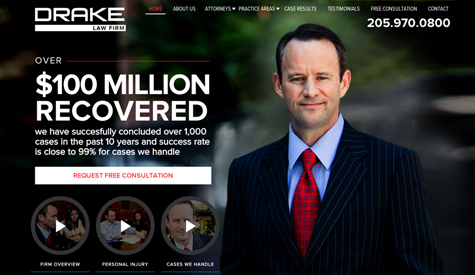 DRAKE
LAW FIRM
HOME ABOUT US ATTORNEYS PRACTICE AREAS CASE RESULTS TESTIMONIALS FREE CONSULTATION CONTACT
205.970.0800
OVER
$100 MILLION
RECOVERED
we have succesfully concluded over 1,000
cases in the past 10 years and success rate
is close to 99% for cases we handle
REQUEST FREE CONSULTATION
FIRM OVERVIEW PERSONAL INJURY CASES WE HANDLE